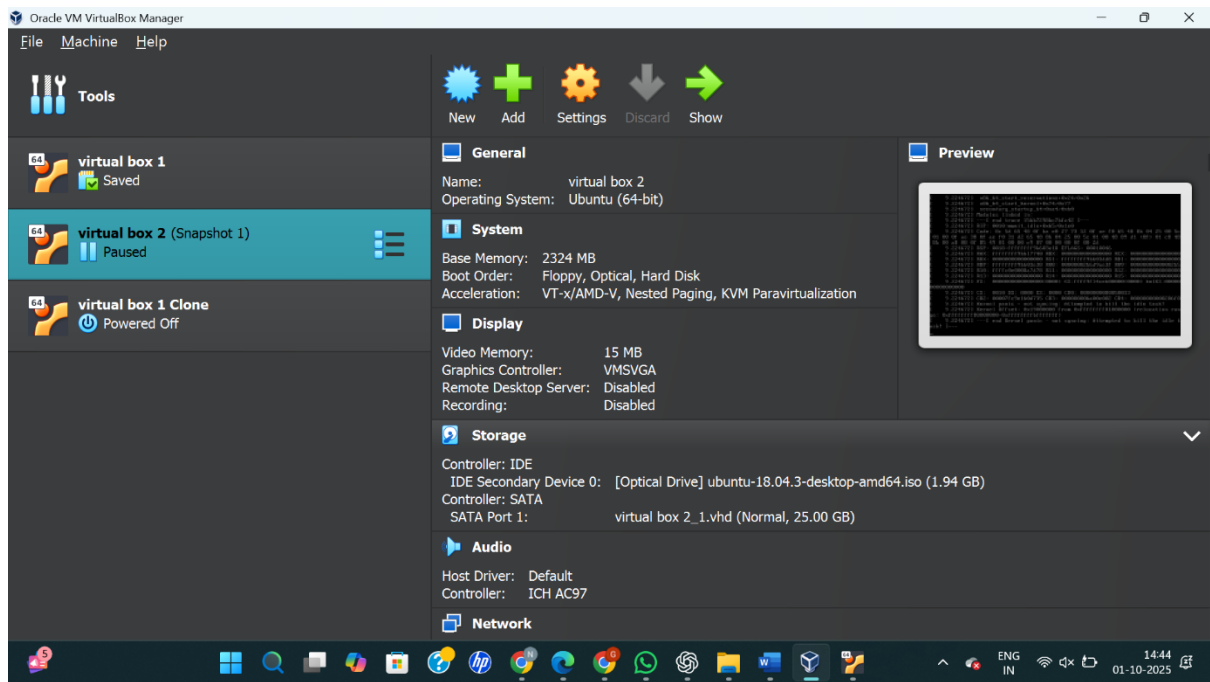 Oracle VM VirtualBox Manager
File Machine Help
Tools
New Add Settings Discard Show
64
virtual box 1
Saved
64
virtual box 2 (Snapshot 1)
Paused
64
virtual box 1 Clone
Powered Off
General
Name: virtual box 2
Operating System: Ubuntu (64-bit)
System
Base Memory: 2324 MB
Boot Order: Floppy, Optical, Hard Disk
Acceleration: VT-x/AMD-V, Nested Paging, KVM Paravirtualization
Display
Video Memory: 15 MB
Graphics Controller: VMSVGA
Remote Desktop Server: Disabled
Recording: Disabled
Storage
Controller: IDE
IDE Secondary Device 0: [Optical Drive] ubuntu-18.04.3-desktop-amd64.iso (1.94 GB)
Controller: SATA
SATA Port 1: virtual box 2_1.vhd (Normal, 25.00 GB)
Audio
Host Driver: Default
Controller: ICH AC97
Network
Preview
5
hp
N
G
W
64
ENG
IN
14:44
01-10-2025